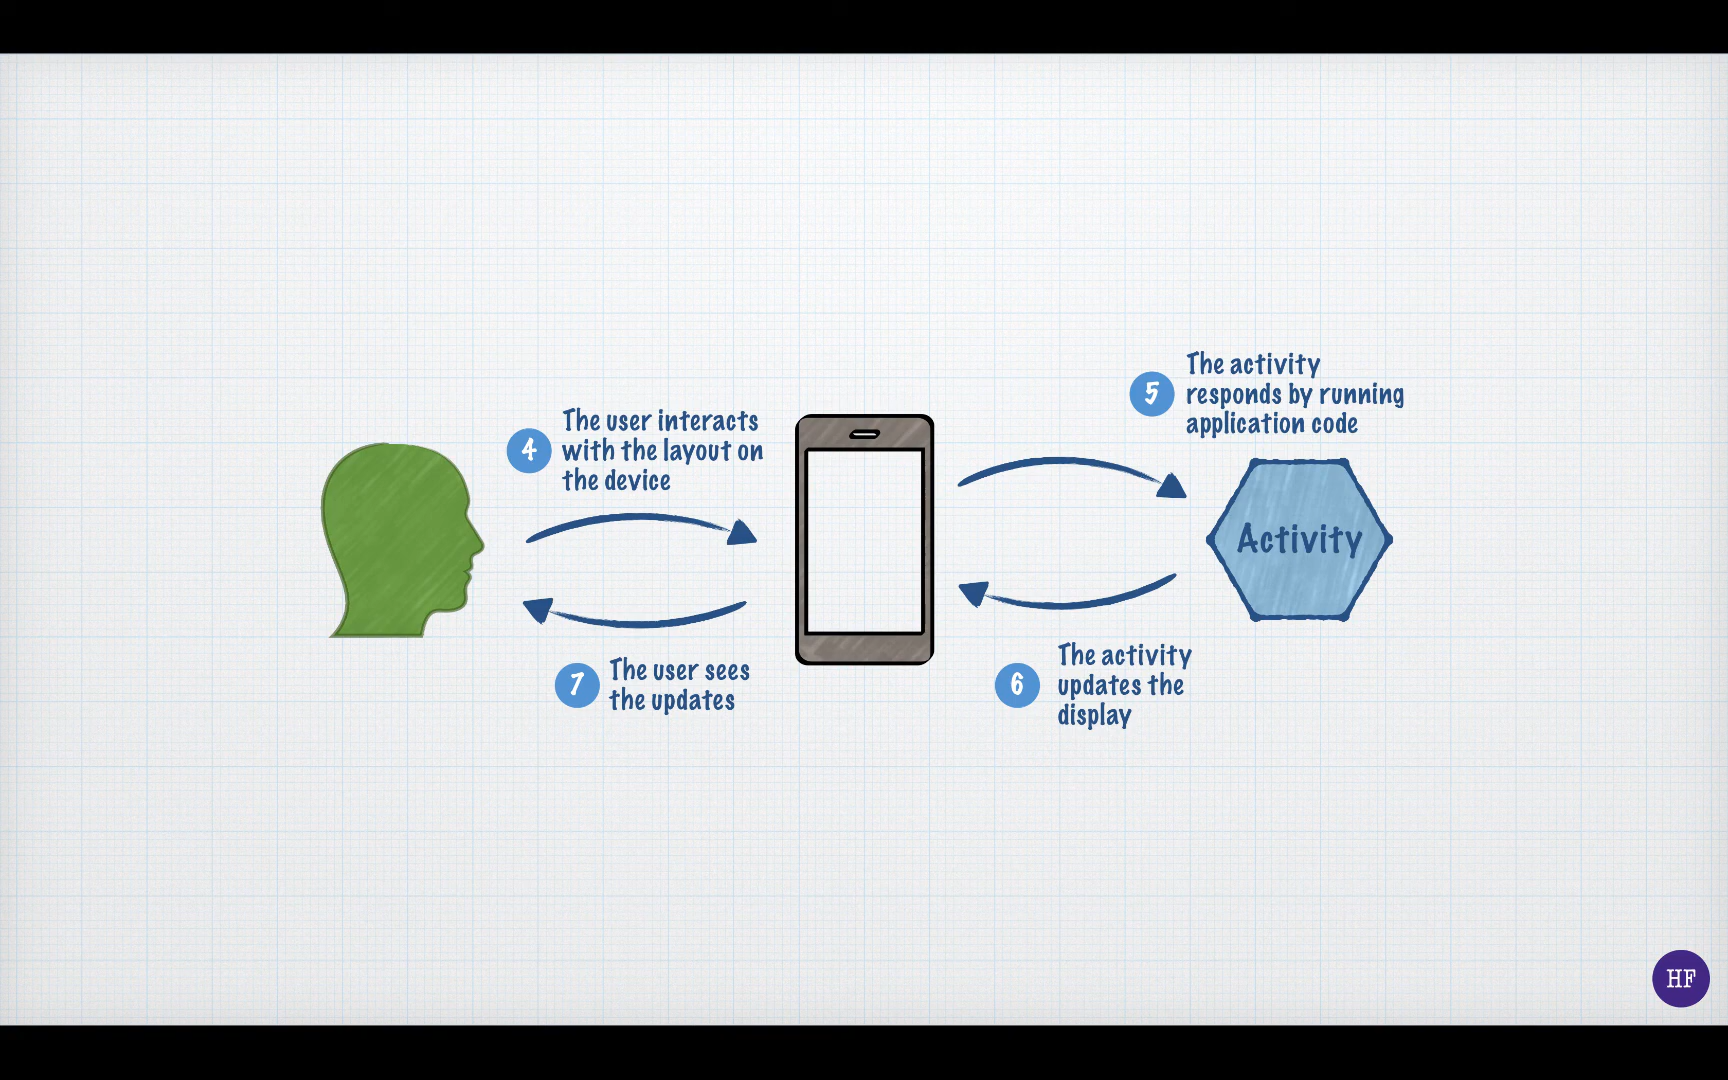 4
The user interacts
with the layout on
the device
5
The activity
responds by running
application code
Activity
6
The activity
updates the
display
7
The user sees
the updates
HF